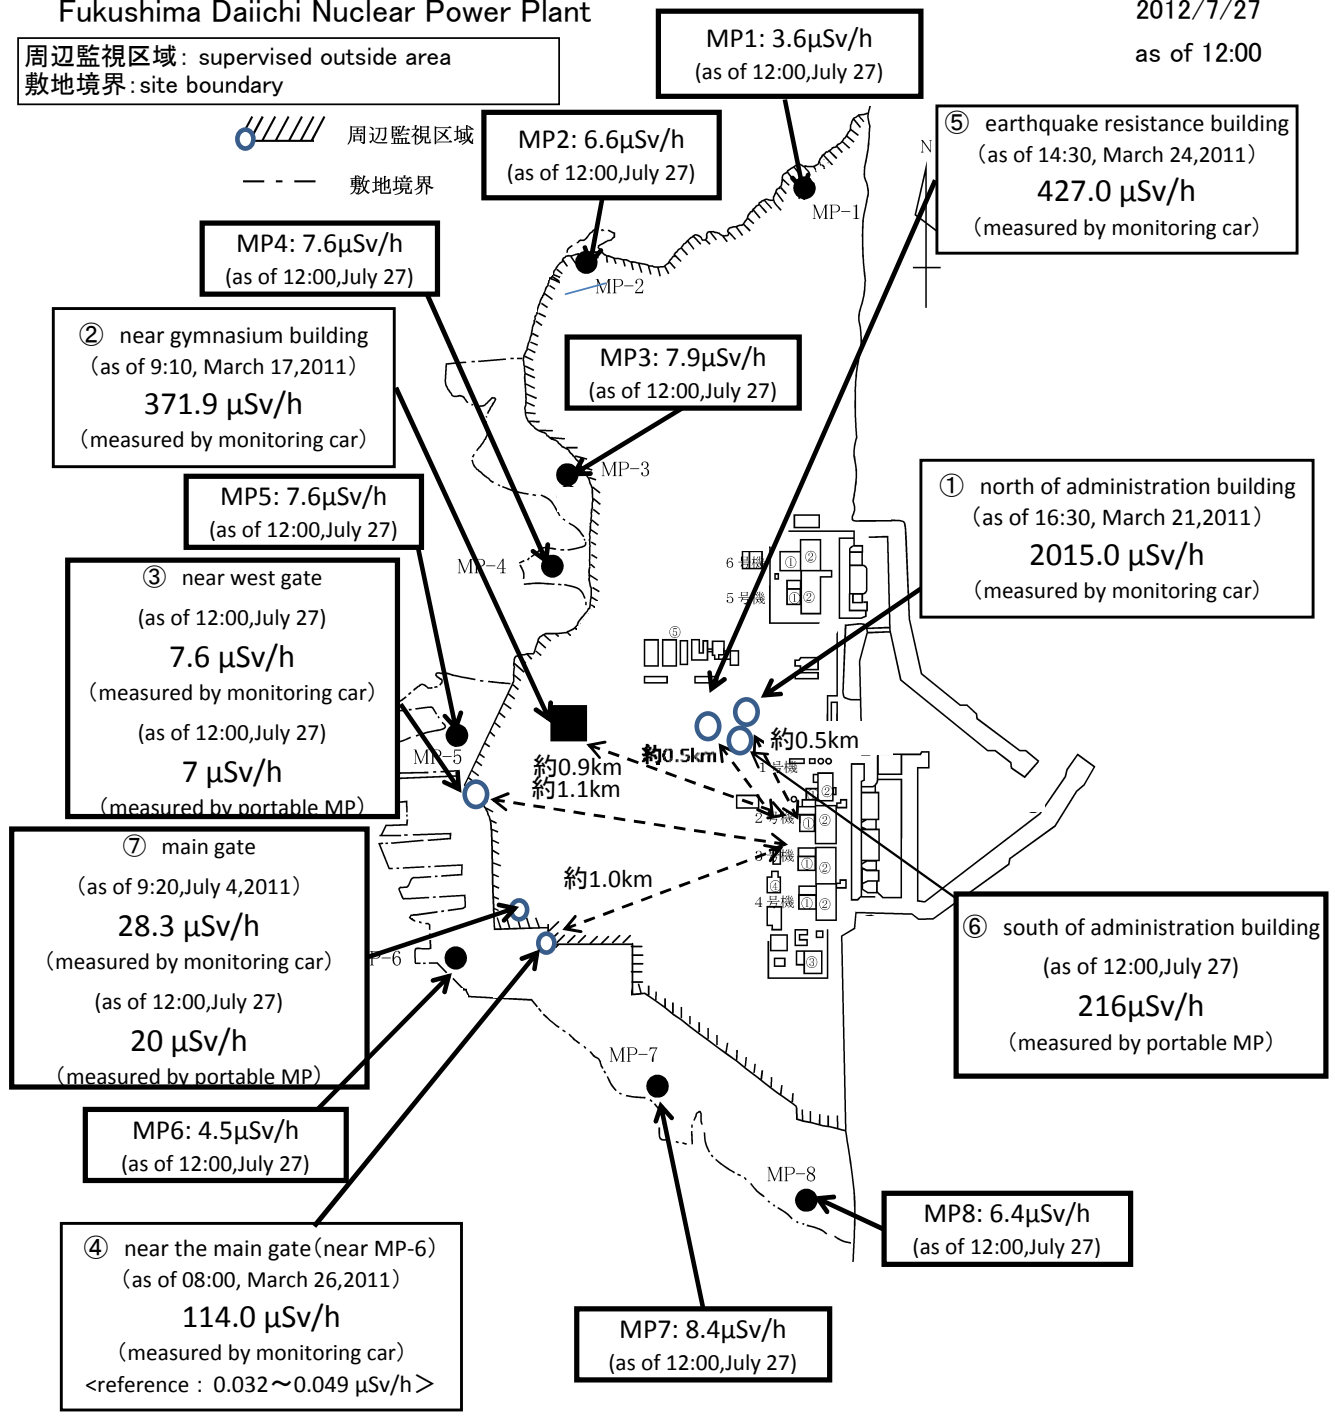 Fukushima Daiichi Nuclear Power Plant
2012/7/27
as of 12:00
周辺監視区域: supervised outside area
敷地境界:site boundary
周辺監視区域
敷地境界
MP1: 3.6μSv/h
(as of 12:00,July 27)
MP2: 6.6μSv/h
(as of 12:00,July 27)
⑤ earthquake resistance building
(as of 14:30, March 24,2011)
427.0 μSv/h
(measured by monitoring car)
N
MP-1
MP4: 7.6μSv/h
(as of 12:00,July 27)
MP-2
② near gymnasium building
(as of 9:10, March 17,2011)
371.9 μSv/h
(measured by monitoring car)
MP3: 7.9μSv/h
(as of 12:00,July 27)
MP-3
MP5: 7.6μSv/h
(as of 12:00,July 27)
① north of administration building
(as of 16:30, March 21,2011)
2015.0 μSv/h
(measured by monitoring car)
MP-4
6号機
① ②
5号機
① ②
⑤
③ near west gate
(as of 12:00,July 27)
7.6 μSv/h
(measured by monitoring car)
(as of 12:00,July 27)
7 μSv/h
(measured by portable MP)
MP-5
約0.9km
約1.1km
約0.5km
約0.5km
1号機
②
2号機
① ②
3号機
① ②
④
4号機
① ②
③
約1.0km
⑦ main gate
(as of 9:20,July 4,2011)
28.3 μSv/h
(measured by monitoring car)
(as of 12:00,July 27)
20 μSv/h
(measured by portable MP)
P-6
⑥ south of administration building
(as of 12:00,July 27)
216μSv/h
(measured by portable MP)
MP-7
MP6: 4.5μSv/h
(as of 12:00,July 27)
MP-8
MP8: 6.4μSv/h
(as of 12:00,July 27)
④ near the main gate(near MP-6)
(as of 08:00, March 26,2011)
114.0 μSv/h
(measured by monitoring car)
<reference : 0.032～0.049 μSv/h>
MP7: 8.4μSv/h
(as of 12:00,July 27)